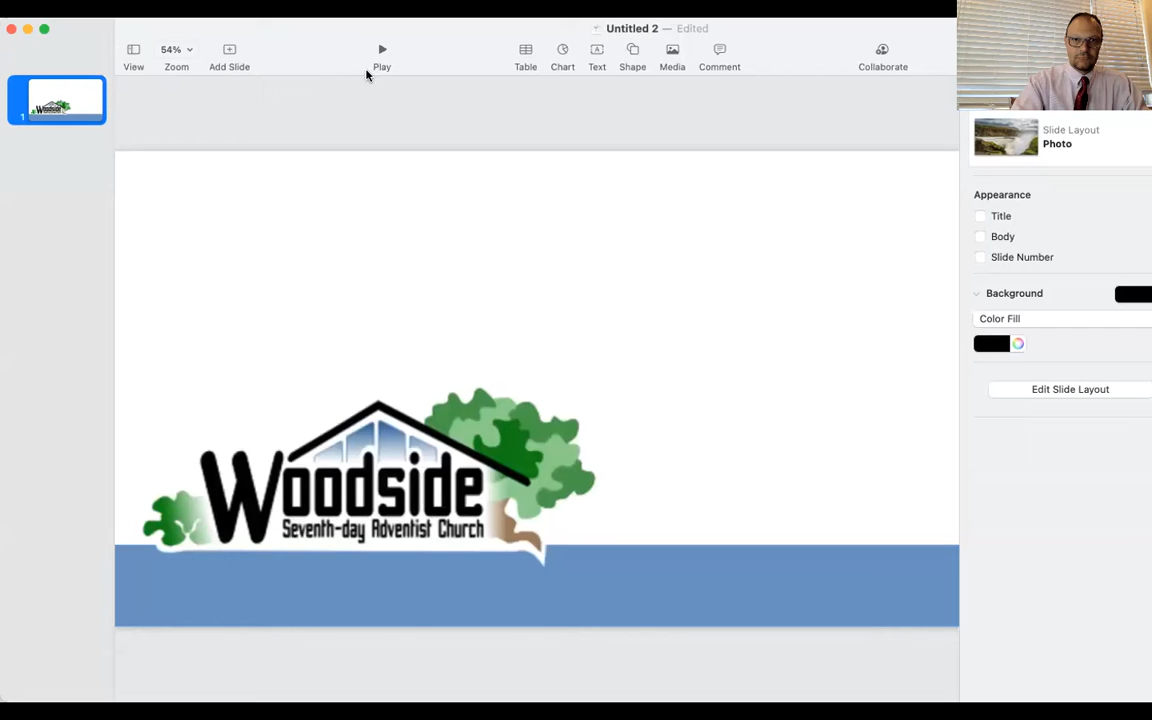 Untitled 2 — Edited
View
54%
Zoom
Add Slide
Play
Table
Chart
Text
Shape
Media
Comment
Collaborate
1
Slide Layout
Photo
Appearance
Title
Body
Slide Number
Background
Color Fill
Edit Slide Layout
Woodside
Seventh-day Adventist Church